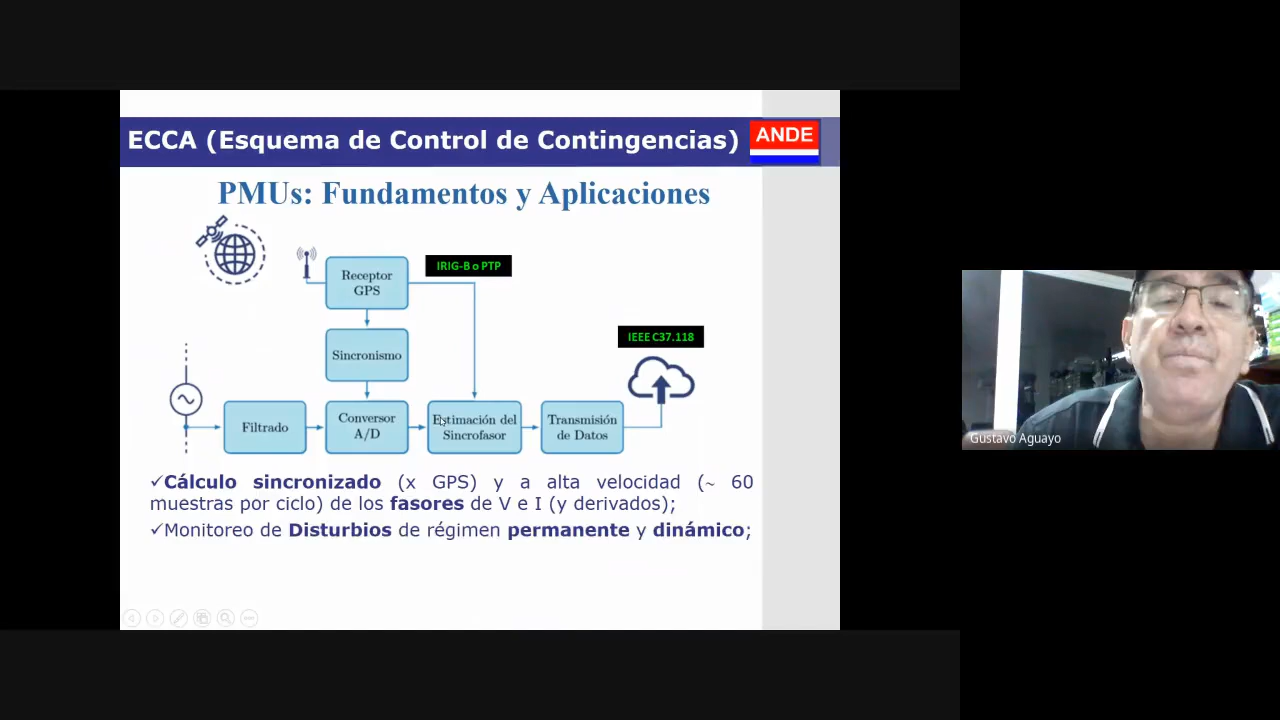 ECCA (Esquema de Control de Contingencias)
ANDE
PMUs: Fundamentos y Aplicaciones
Receptor
GPS
IRIG-B o PTP
Sincronismo
IEEE C37.118
Filtrado
Conversor
A/D
Estimación del
Sincrofasor
Transmisión
de Datos
✓Cálculo sincronizado (x GPS) y a alta velocidad (~ 60
muestras por ciclo) de los fasores de V e I (y derivados);
✓Monitoreo de Disturbios de régimen permanente y dinámico;
Gustavo Aguayo